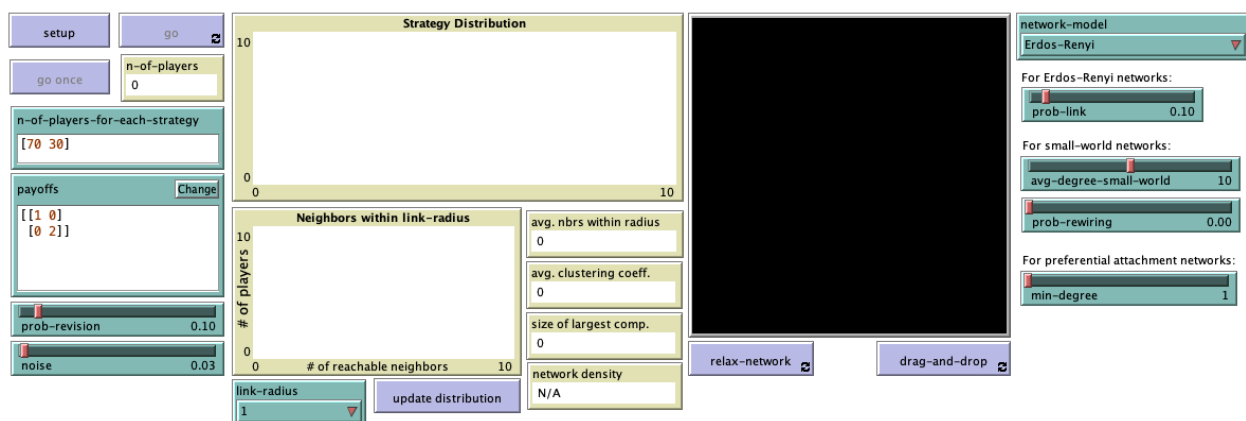 setup
go
go once
n-of-players
0
n-of-players-for-each-strategy
[70 30]
payoffs
Change
[[1 0]
[0 2]]
prob-revision 0.10
noise 0.03
Strategy Distribution
10
0
0 10
Neighbors within link-radius
10
# of players
0
0 # of reachable neighbors 10
link-radius
1
update distribution
avg. nbrs within radius
0
avg. clustering coeff.
0
size of largest comp.
0
network density
N/A
relax-network
drag-and-drop
network-model
Erdos-Renyi
For Erdos-Renyi networks:
prob-link 0.10
For small-world networks:
avg-degree-small-world 10
prob-rewiring 0.00
For preferential attachment networks:
min-degree 1